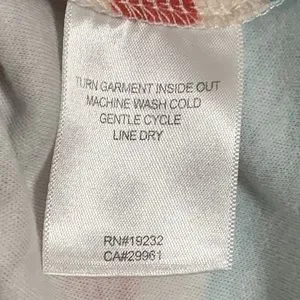 TURN GARMENT INSIDE OUT
MACHINE WASH COLD
GENTLE CYCLE
LINE DRY
RN#19232
CA#29961